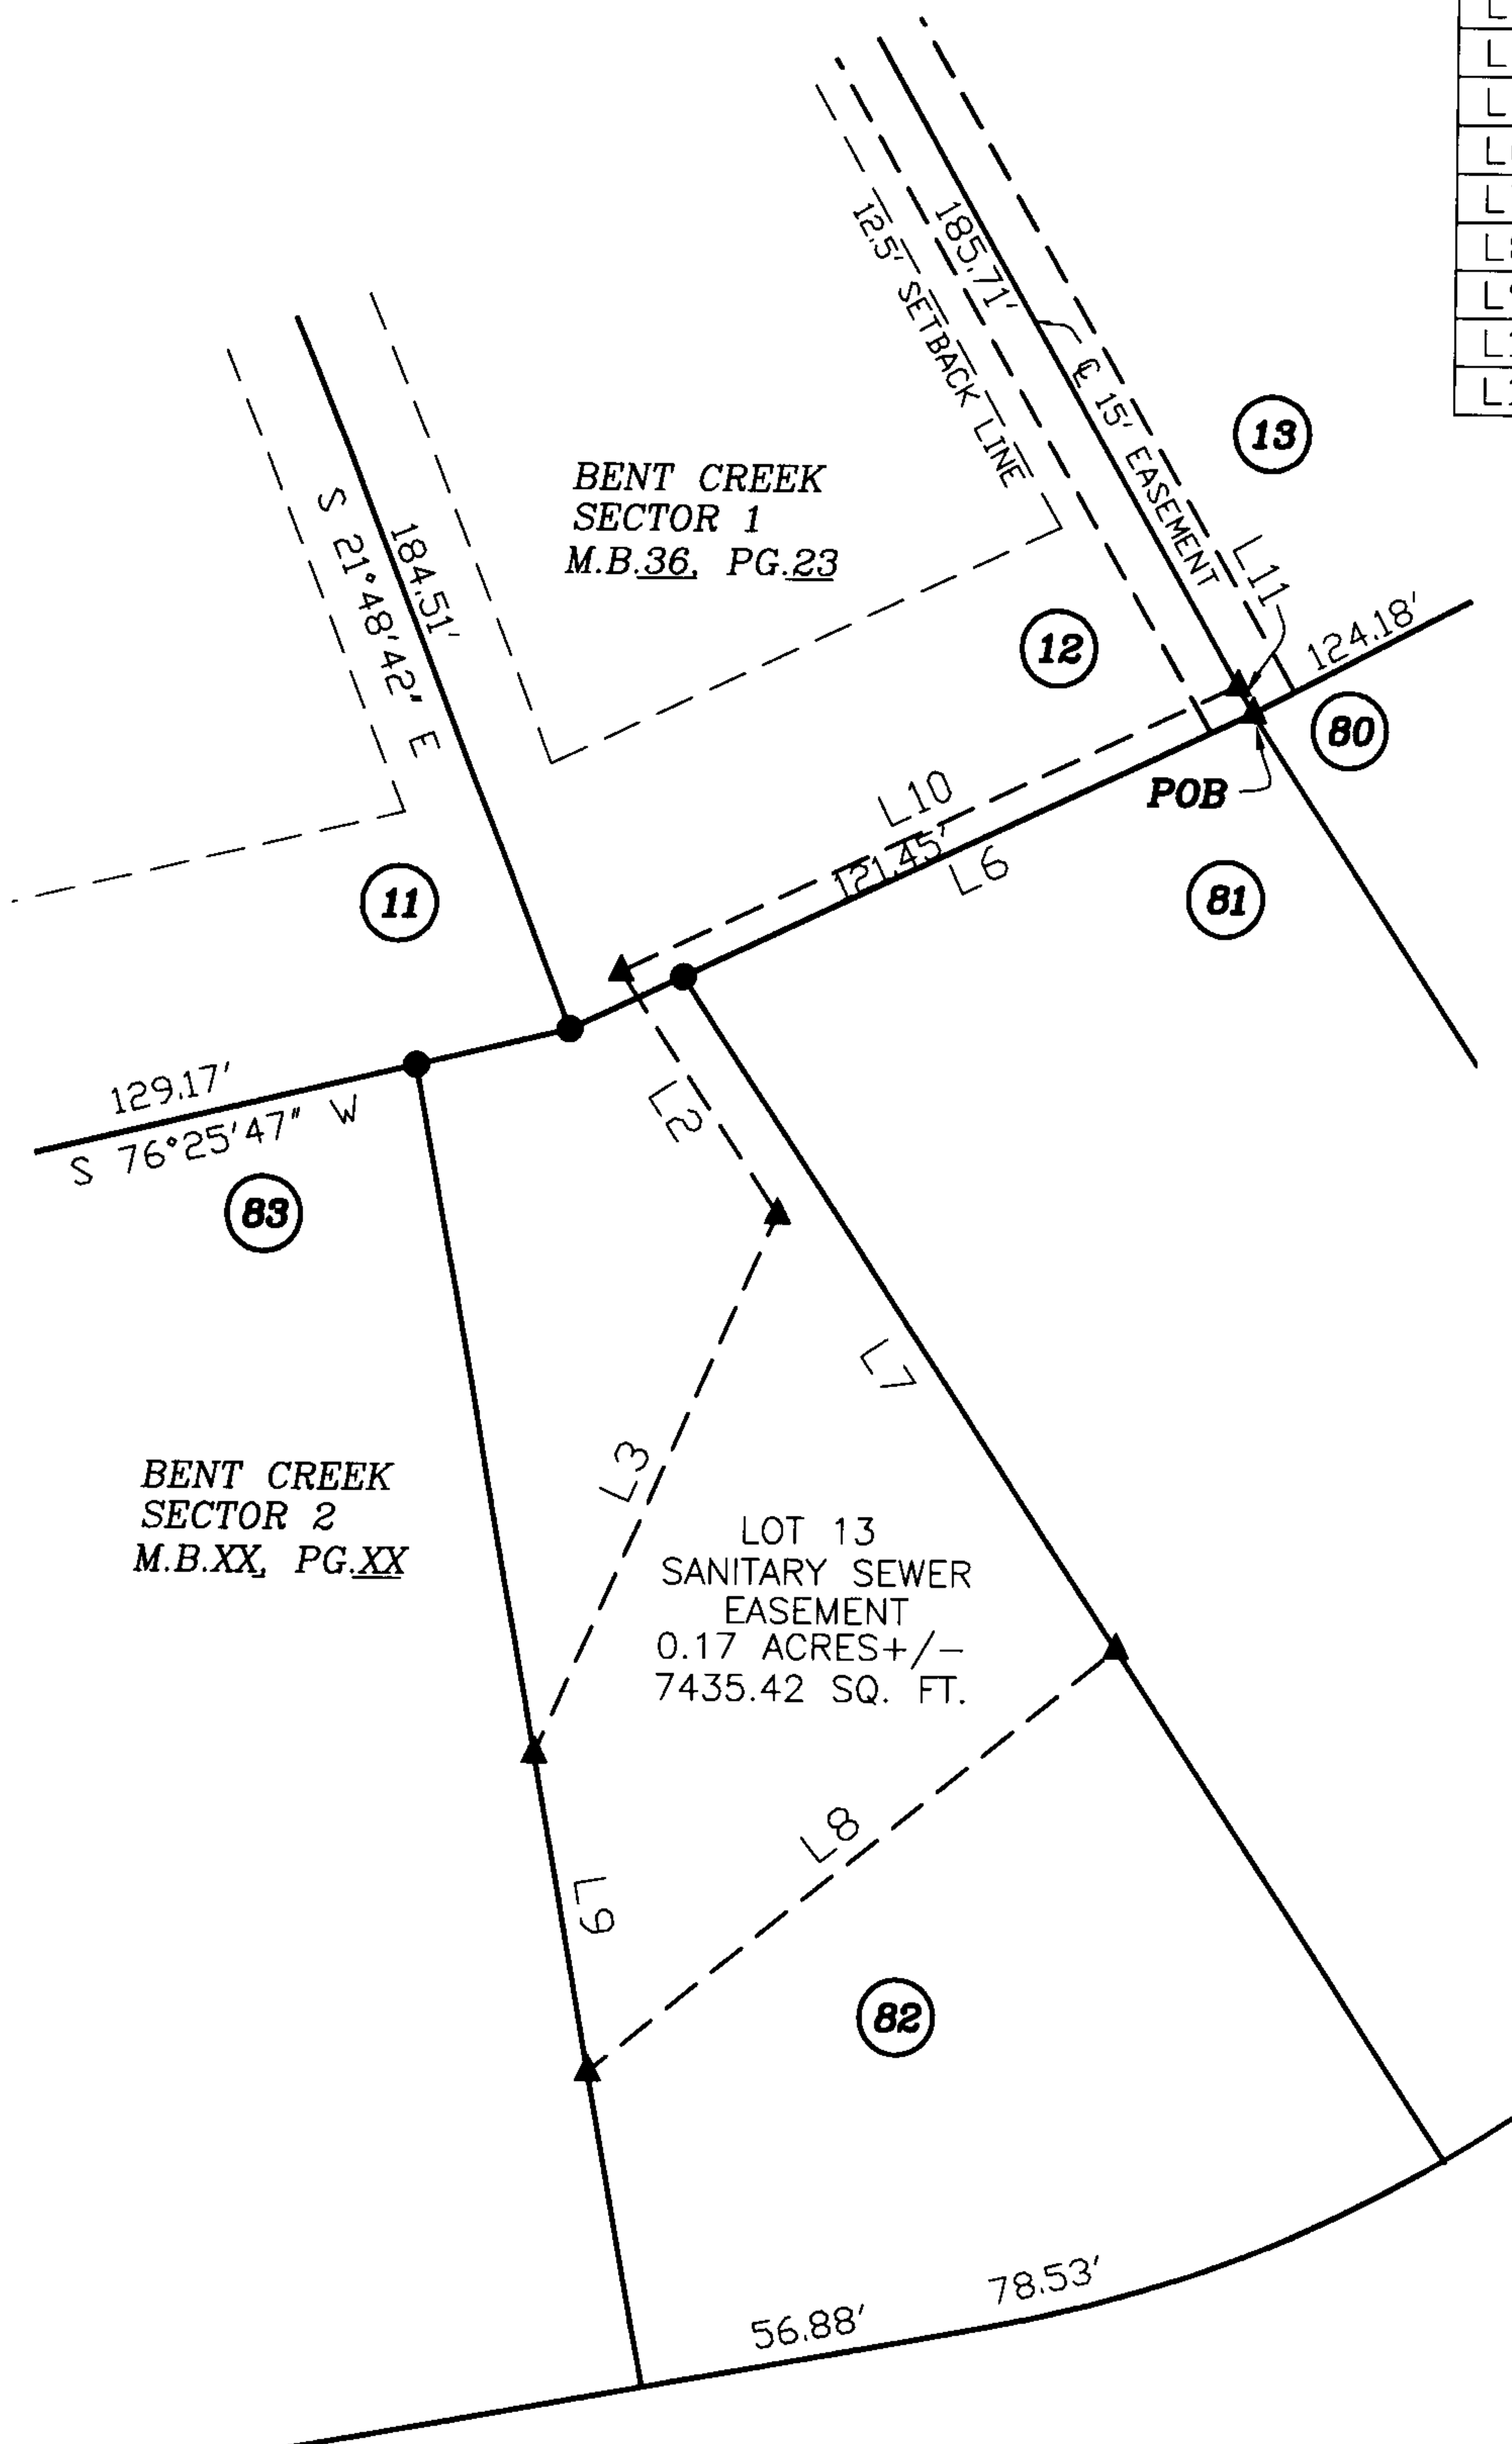 185.71'
12.5' SETBACK LINE
℄ 15' EASEMENT
13
BENT CREEK
SECTOR 1
M.B.36, PG.23
184.51'
S 21°48'42" E
L11
124.18'
12
80
POB
L10
121.45'
L6
11
81
129.17'
S 76°25'47" W
L2
83
L7
L3
BENT CREEK
SECTOR 2
M.B.XX, PG.XX
LOT 13
SANITARY SEWER
EASEMENT
0.17 ACRES+/-
7435.42 SQ. FT.
L8
L9
82
78.53'
56.88'